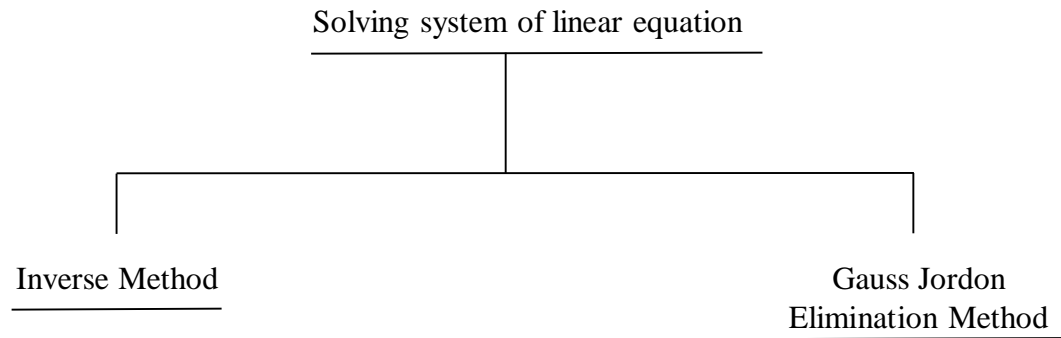 Solving system of linear equation
Inverse Method
Gauss Jordon
Elimination Method